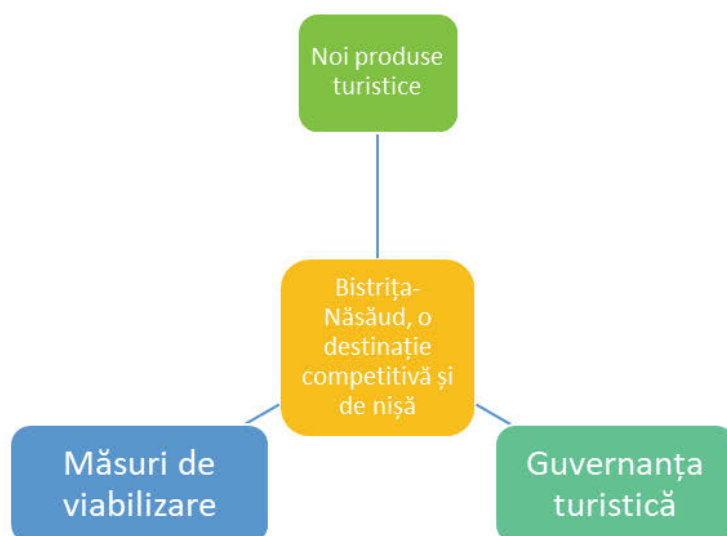 Noi produse
turistice
Bistrița-
Năsăud, o
destinație
competitivă și
de nișă
Măsuri de
viabilizare
Guvernanța
turistică